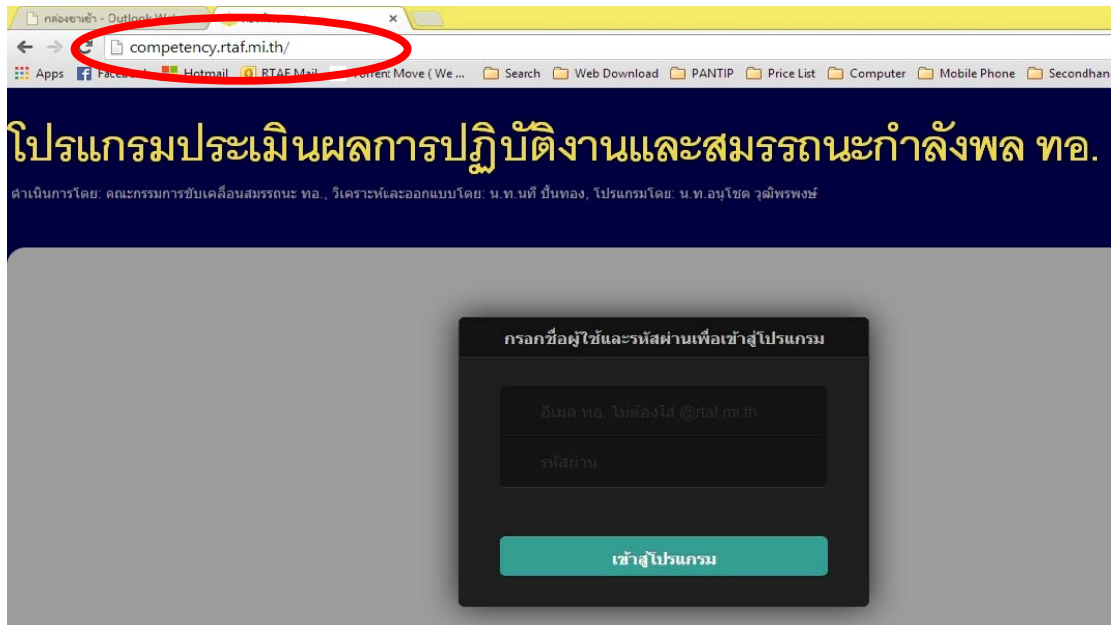 กล่องขาเข้า - Outlook
competency.rtaf.mi.th/
Apps Hotmail RTAF Mail Torrent Move ( We ... Search Web Download PANTIP Price List Computer Mobile Phone Secondhan
โปรแกรมประเมินผลการปฏิบัติงานและสมรรถนะกำลังพล ทอ.
ดำเนินการโดย: คณะกรรมการขับเคลื่อนสมรรถนะ ทอ., วิเคราะห์และออกแบบโดย: น.ท.นที ปั้นทอง, โปรแกรมโดย: น.ท.อนุโชต วุฒิพรพงษ์
กรอกชื่อผู้ใช้และรหัสผ่านเพื่อเข้าสู่โปรแกรม
อีเมล ทอ. ไม่ต้องใส่ @rtaf.mi.th
รหัสผ่าน
เข้าสู่โปรแกรม